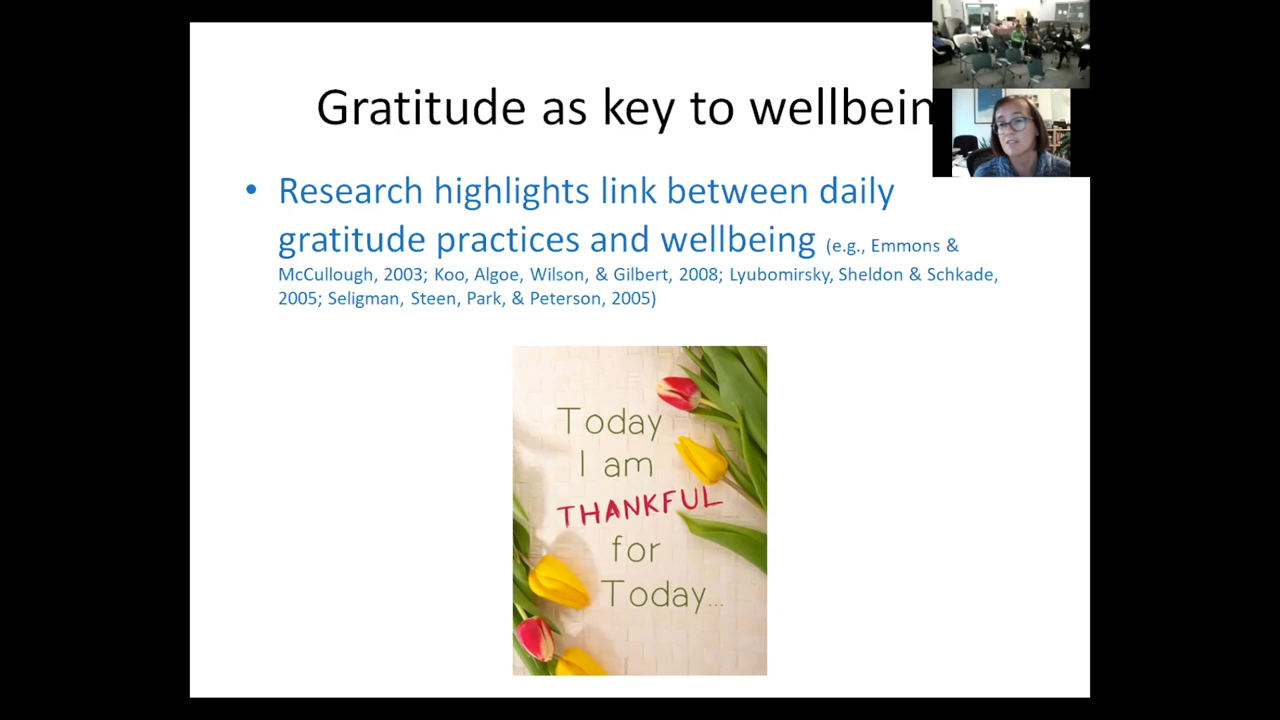 Gratitude as key to wellbein
• Research highlights link between daily
gratitude practices and wellbeing (e.g., Emmons &
McCullough, 2003; Koo, Algoe, Wilson, & Gilbert, 2008; Lyubomirsky, Sheldon & Schkade,
2005; Seligman, Steen, Park, & Peterson, 2005)
Today
I am
THANKFUL
for
Today...